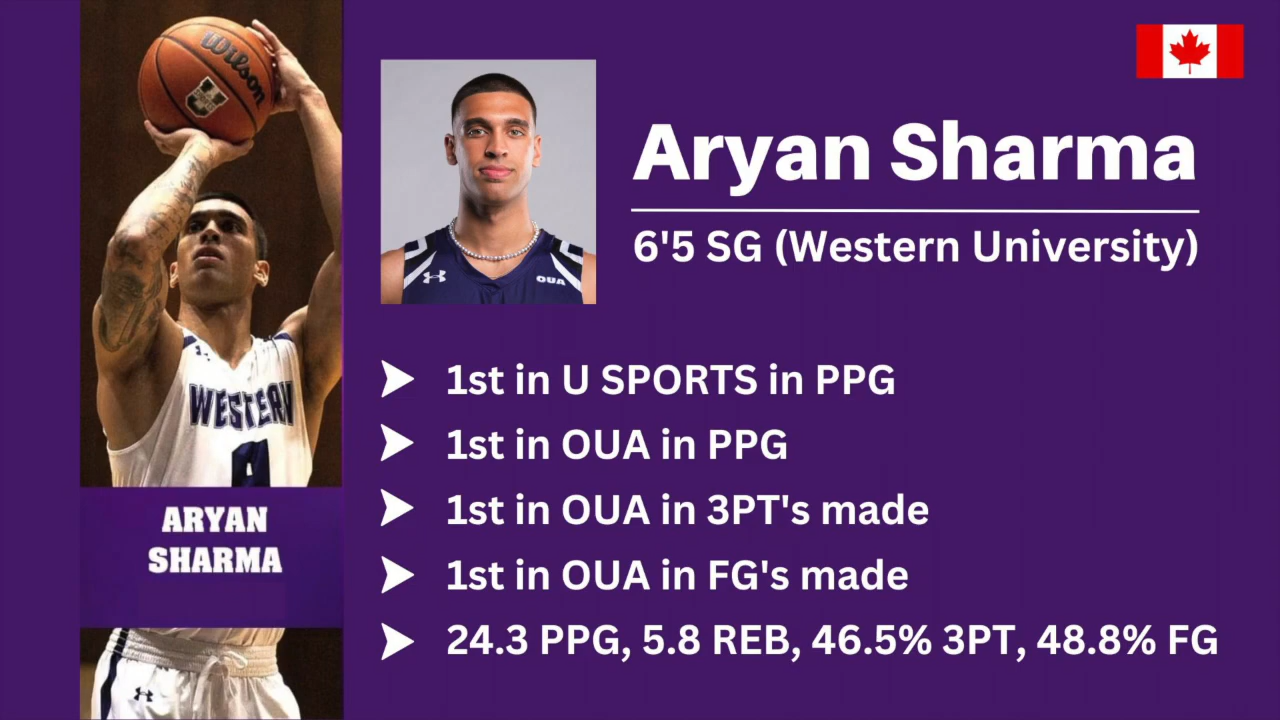 Wilson
WESTERN
ARYAN
SHARMA
OUA
Aryan Sharma
6'5 SG (Western University)
1st in U SPORTS in PPG
1st in OUA in PPG
1st in OUA in 3PT's made
1st in OUA in FG's made
24.3 PPG, 5.8 REB, 46.5% 3PT, 48.8% FG